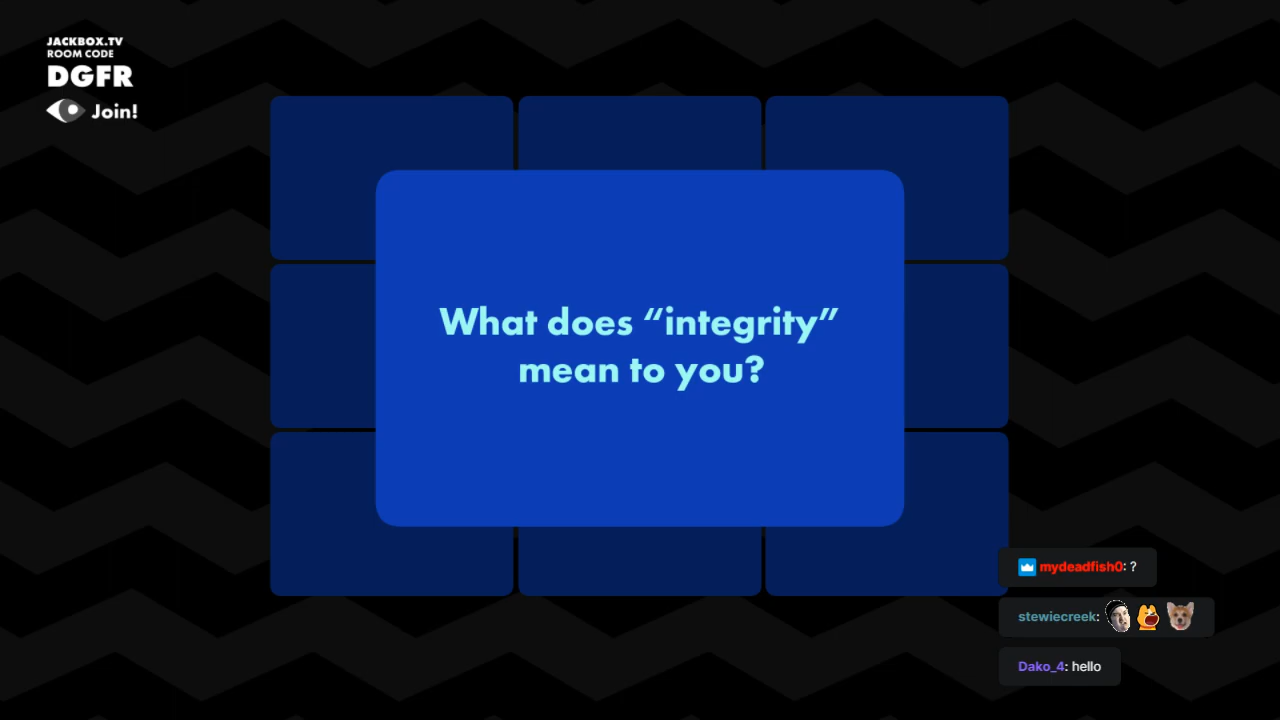 JACKBOX.TV
ROOM CODE
DGFR
Join!
What does “integrity”
mean to you?
mydeadfish0: ?
stewiecreek:
Dako_4: hello